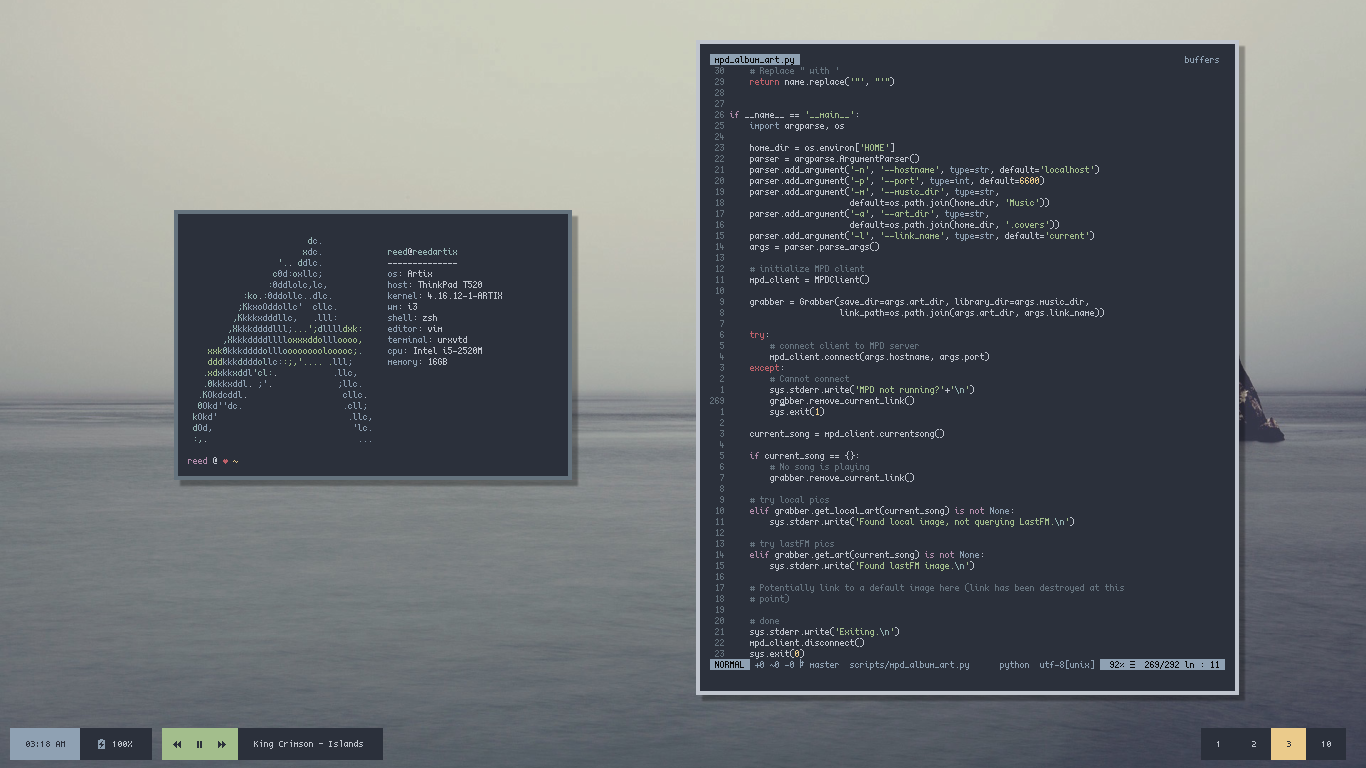 dc.
xdc.
'.. ddlc.
c0d:oxllc;
:0ddlolc,lc,
:ko.:0ddollc..dlc.
;KkxoOddollc' cllc.
,Kkkkxdddllc, .lll:
,Xkkkddddlll;...';dlllldxk:
,Xkkkddddlllloxxxddollloooo,
xxk0kkkddddollloooooooolooooc;.
dddkkkddddollc::;,'.... .lll;
.xdxkkxddl'cl:. .llc,
.0kkkxddl. ;'. ;llc.
.KOkdcddl. cllc.
0Okd''dc. .cll;
kOkd' .llc,
dOd, 'lc.
:,. ...
reed@reedartix
--------------
os: Artix
host: ThinkPad T520
kernel: 4.16.12-1-ARTIX
wm: i3
shell: zsh
editor: vim
terminal: urxvtd
cpu: Intel i5-2520M
memory: 16GB
reed @ ♥ ~
mpd_album_art.py buffers
30 # Replace " with '
29 return name.replace('"', "'")
28
27
26 if __name__ == '__main__':
25 import argparse, os
24
23 home_dir = os.environ['HOME']
22 parser = argparse.ArgumentParser()
21 parser.add_argument('-n', '--hostname', type=str, default='localhost')
20 parser.add_argument('-p', '--port', type=int, default=6600)
19 parser.add_argument('-m', '--music_dir', type=str,
18 default=os.path.join(home_dir, 'Music'))
17 parser.add_argument('-a', '--art_dir', type=str,
16 default=os.path.join(home_dir, '.covers'))
15 parser.add_argument('-l', '--link_name', type=str, default='current')
14 args = parser.parse_args()
13
12 # initialize MPD client
11 mpd_client = MPDClient()
10
9 grabber = Grabber(save_dir=args.art_dir, library_dir=args.music_dir,
8 link_path=os.path.join(args.art_dir, args.link_name))
7
6 try:
5 # connect client to MPD server
4 mpd_client.connect(args.hostname, args.port)
3 except:
2 # Cannot connect
1 sys.stderr.write('MPD not running?'+'\n')
269 grabber.remove_current_link()
1 sys.exit(1)
2
3 current_song = mpd_client.currentsong()
4
5 if current_song == {}:
6 # No song is playing
7 grabber.remove_current_link()
8
9 # try local pics
10 elif grabber.get_local_art(current_song) is not None:
11 sys.stderr.write('Found local image, not querying LastFM.\n')
12
13 # try lastFM pics
14 elif grabber.get_art(current_song) is not None:
15 sys.stderr.write('Found lastFM image.\n')
16
17 # Potentially link to a default image here (link has been destroyed at this
18 # point)
19
20 # done
21 sys.stderr.write('Exiting.\n')
22 mpd_client.disconnect()
23 sys.exit(0)
NORMAL +0 ~0 -0 master scripts/mpd_album_art.py python utf-8[unix] 92% ☰ 269/292 ln : 11
03:18 AM 100% King Crimson - Islands 1 2 3 10